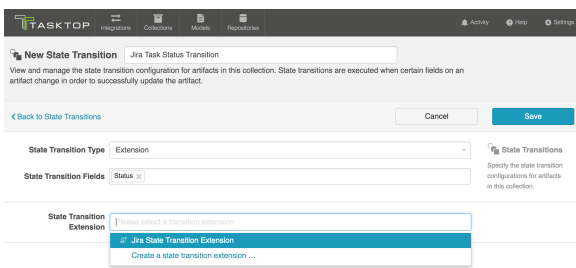 TASKTOP
Integrations
Collections
Models
Repositories
Activity
Help
Settings
New State Transition
Jira Task Status Transition
View and manage the state transition configuration for artifacts in this collection. State transitions are executed when certain fields on an
artifact change in order to successfully update the artifact.
Back to State Transitions
Cancel
Save
State Transition Type
Extension
State Transitions
Specify the state transition
configurations for artifacts
in this collection.
State Transition Fields
Status
State Transition
Extension
Please select a transition extension
Jira State Transition Extension
Create a state transition extension ...